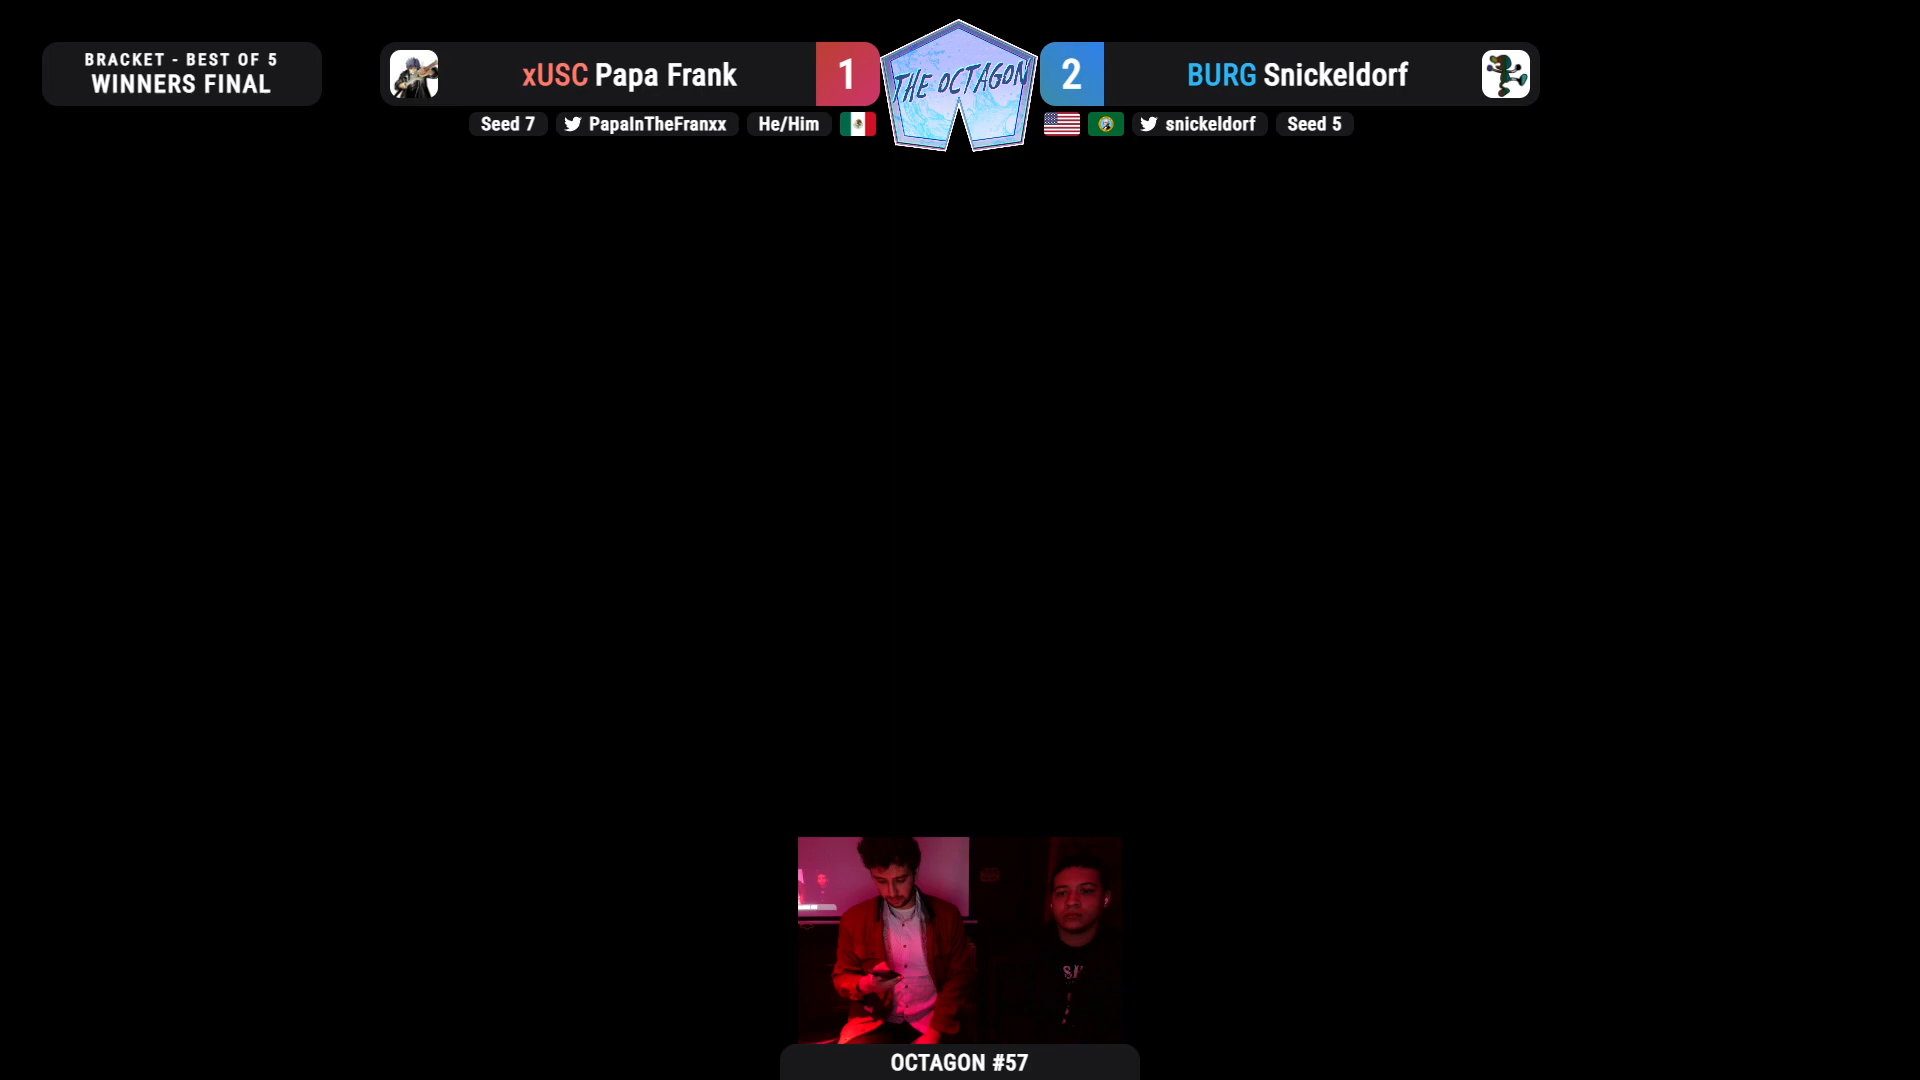 BRACKET - BEST OF 5
WINNERS FINAL
xUSC Papa Frank 1
THE OCTAGON
2 BURG Snickeldorf
Seed 7 PapaInTheFranxx He/Him
snickeldorf Seed 5
OCTAGON #57